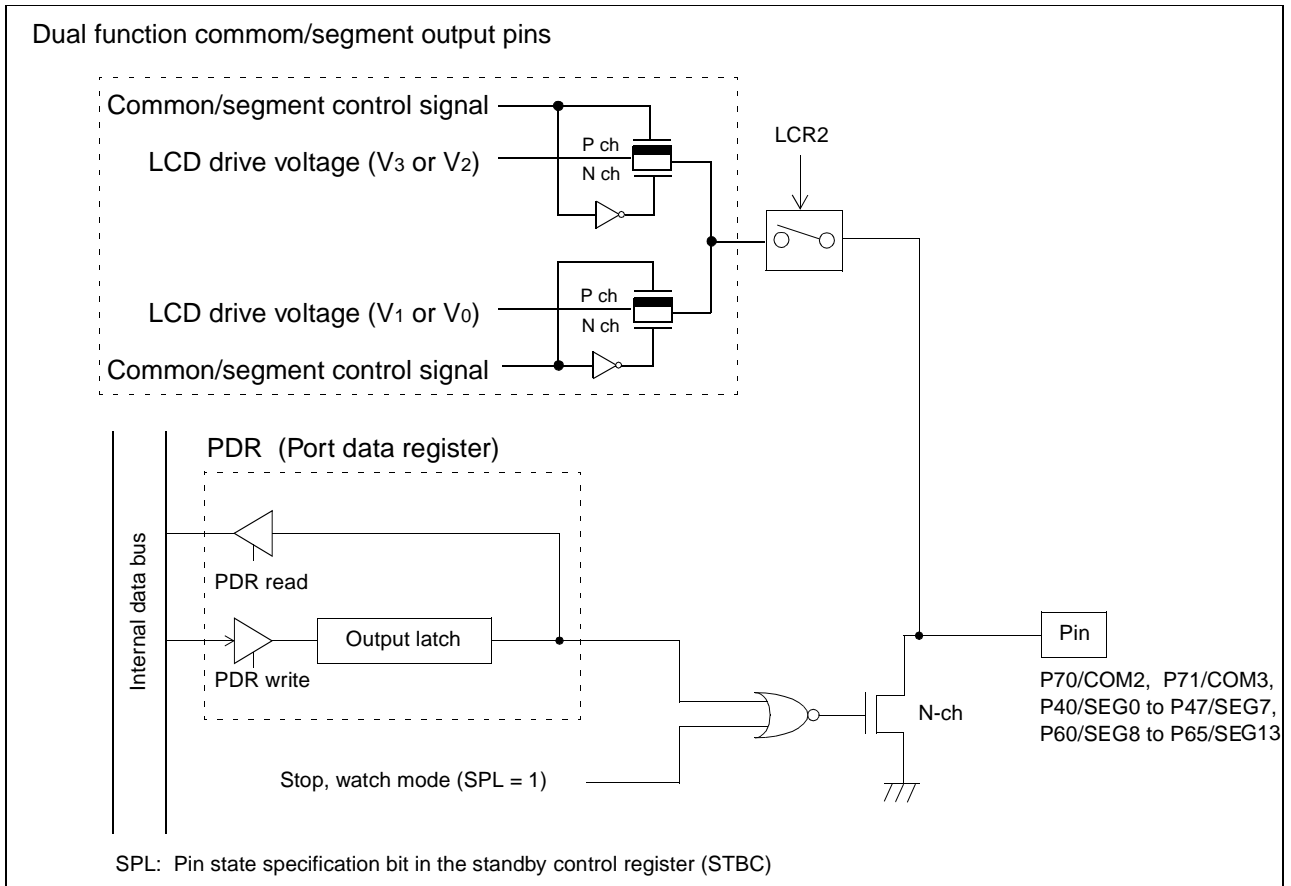 Dual function commom/segment output pins
Common/segment control signal
LCD drive voltage (V3 or V2)
P ch
N ch
LCR2
LCD drive voltage (V1 or V0)
P ch
N ch
Common/segment control signal
PDR (Port data register)
Internal data bus
PDR read
Output latch
PDR write
Pin
P70/COM2, P71/COM3,
P40/SEG0 to P47/SEG7,
P60/SEG8 to P65/SEG13
N-ch
Stop, watch mode (SPL = 1)
SPL: Pin state specification bit in the standby control register (STBC)